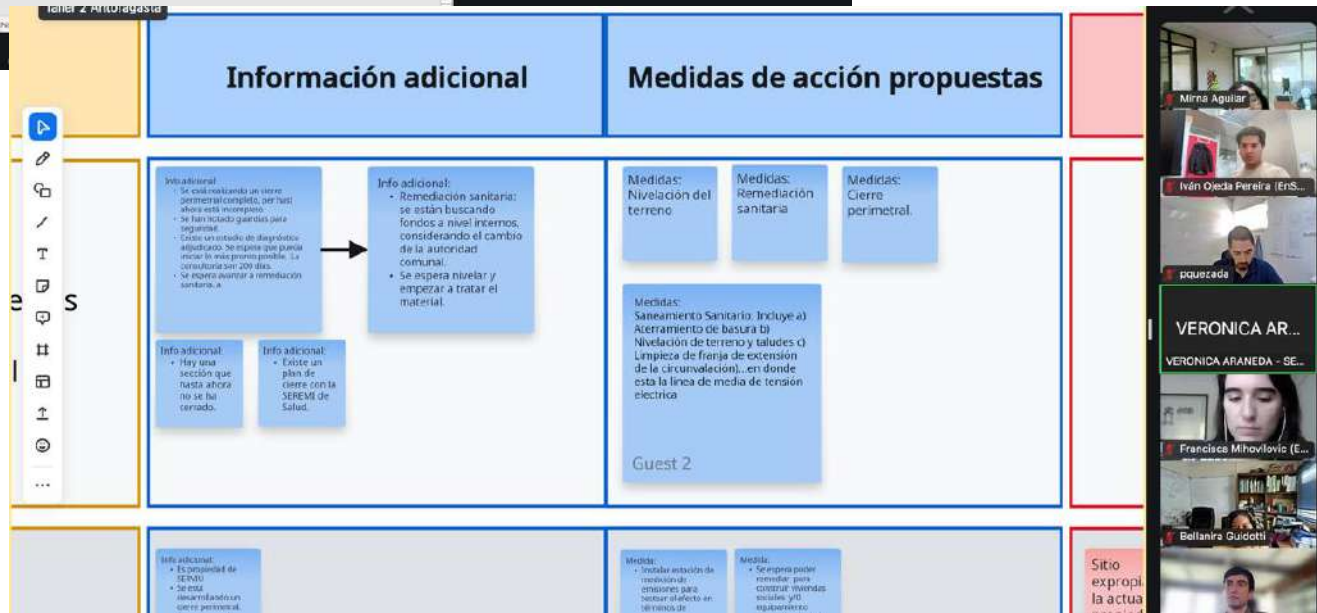 Taller 2 Antofagasta
Información adicional
Medidas de acción propuestas
s
Info adicional:
• Se está realizando un cierre
perimetral completo, per hast
ahora está incompleto.
• Se han licitado guardias para
seguridad.
• Existe un estudio de diagnóstico
adjudicado. Se espera que pueda
iniciar lo más pronto posible. La
consultoría son 200 días.
• Se espera avanzar a remediación
sanitaria, a
Info adicional:
• Remediación sanitaria:
se están buscando
fondos a nivel internos,
considerando el cambio
de la autoridad
comunal.
• Se espera nivelar y
empezar a tratar el
material.
Info adicional:
• Hay una
sección que
hasta ahora
no se ha
cerrado.
Info adicional:
• Existe un
plan de
cierre con la
SEREMI de
Salud.
Medidas:
Nivelación del
terreno
Medidas:
Remediación
sanitaria
Medidas:
Cierre
perimetral.
Medidas:
Saneamiento Sanitario. Incluye a)
Aterramiento de basura b)
Nivelación de terreno y taludes c)
Limpieza de franja de extensión
de la circunvalación)...en donde
esta la linea de media de tensión
electrica
Guest 2
Info adicional:
• Es propiedad de
SERVIU
• Se está
desarrollando un
cierre perimetral.
Medida:
• Instalar estación de
medición de
emisiones para
testear el efecto en
términos de
Medida:
• Se espera poder
remediar para
construir viviendas
sociales y/0
equipamiento
Sitio
expropi
la actua
Mirna Aguilar
Iván Ojeda Pereira (EnS...
pquezada
VERONICA AR...
VERONICA ARANEDA - SE...
Francisca Mihovilovic (E...
Bellanira Guidotti